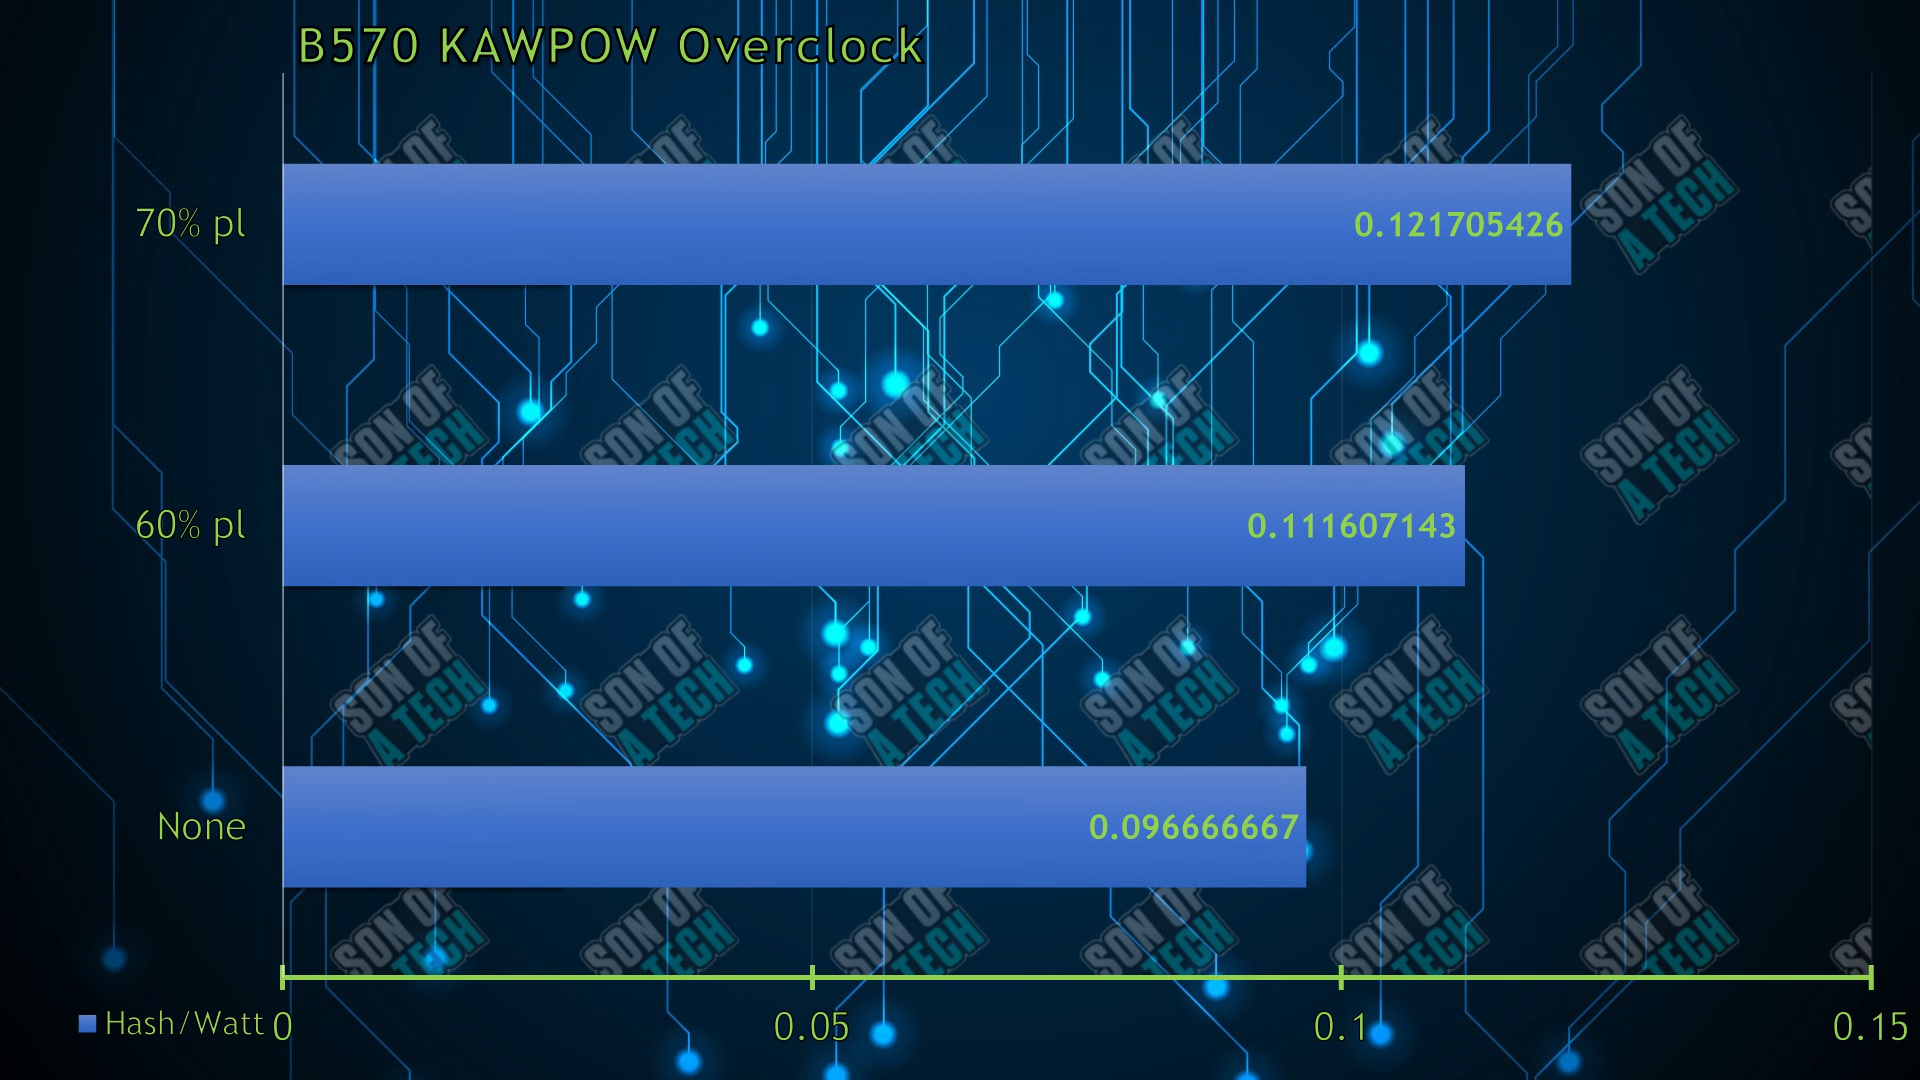 B570 KAWPOW Overclock
70% pl
0.121705426
60% pl
0.111607143
None
0.096666667
Hash/Watt
0
0.05
0.1
0.15
SON OF
A TECH